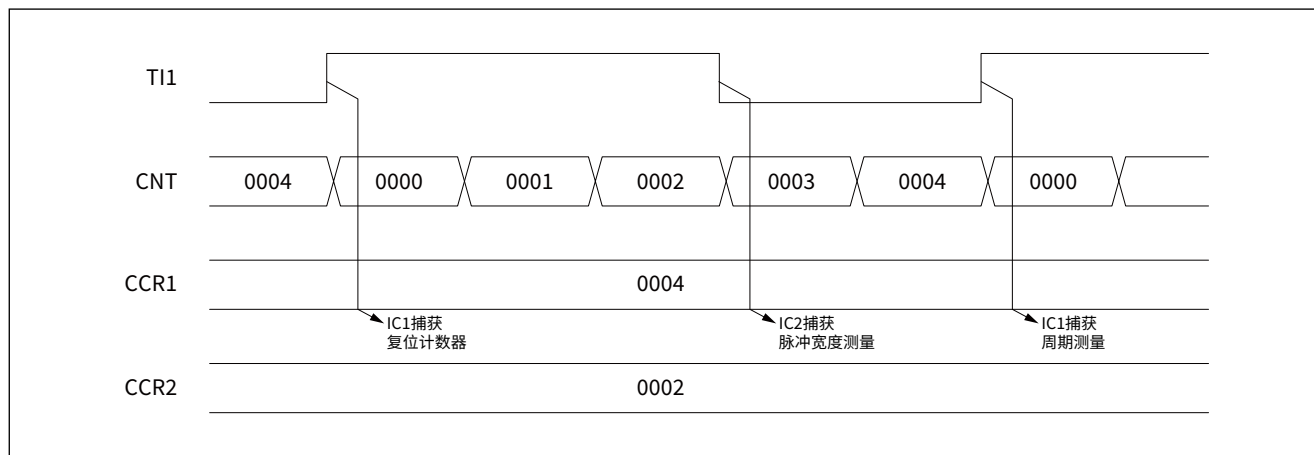 TI1
CNT
0004
0000
0001
0002
0003
0004
0000
CCR1
0004
IC1捕获
复位计数器
IC2捕获
脉冲宽度测量
IC1捕获
周期测量
CCR2
0002